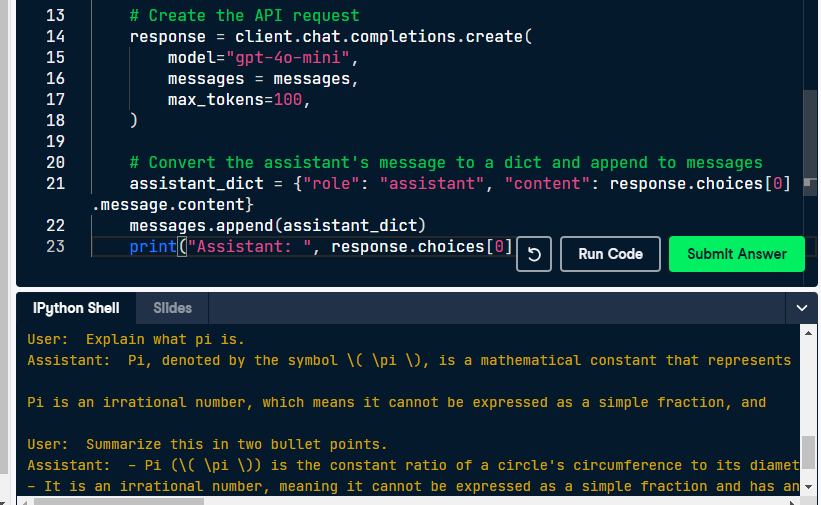 13 # Create the API request
14 response = client.chat.completions.create(
15 model="gpt-4o-mini",
16 messages = messages,
17 max_tokens=100,
18 )
19
20 # Convert the assistant's message to a dict and append to messages
21 assistant_dict = {"role": "assistant", "content": response.choices[0]
.message.content}
22 messages.append(assistant_dict)
23 print("Assistant: ", response.choices[0]
Run Code
Submit Answer
IPython Shell
Slides
User:  Explain what pi is.
Assistant:  Pi, denoted by the symbol \( \pi \), is a mathematical constant that represents
Pi is an irrational number, which means it cannot be expressed as a simple fraction, and
User:  Summarize this in two bullet points.
Assistant:  - Pi (\( \pi \)) is the constant ratio of a circle's circumference to its diamet
- It is an irrational number, meaning it cannot be expressed as a simple fraction and has an